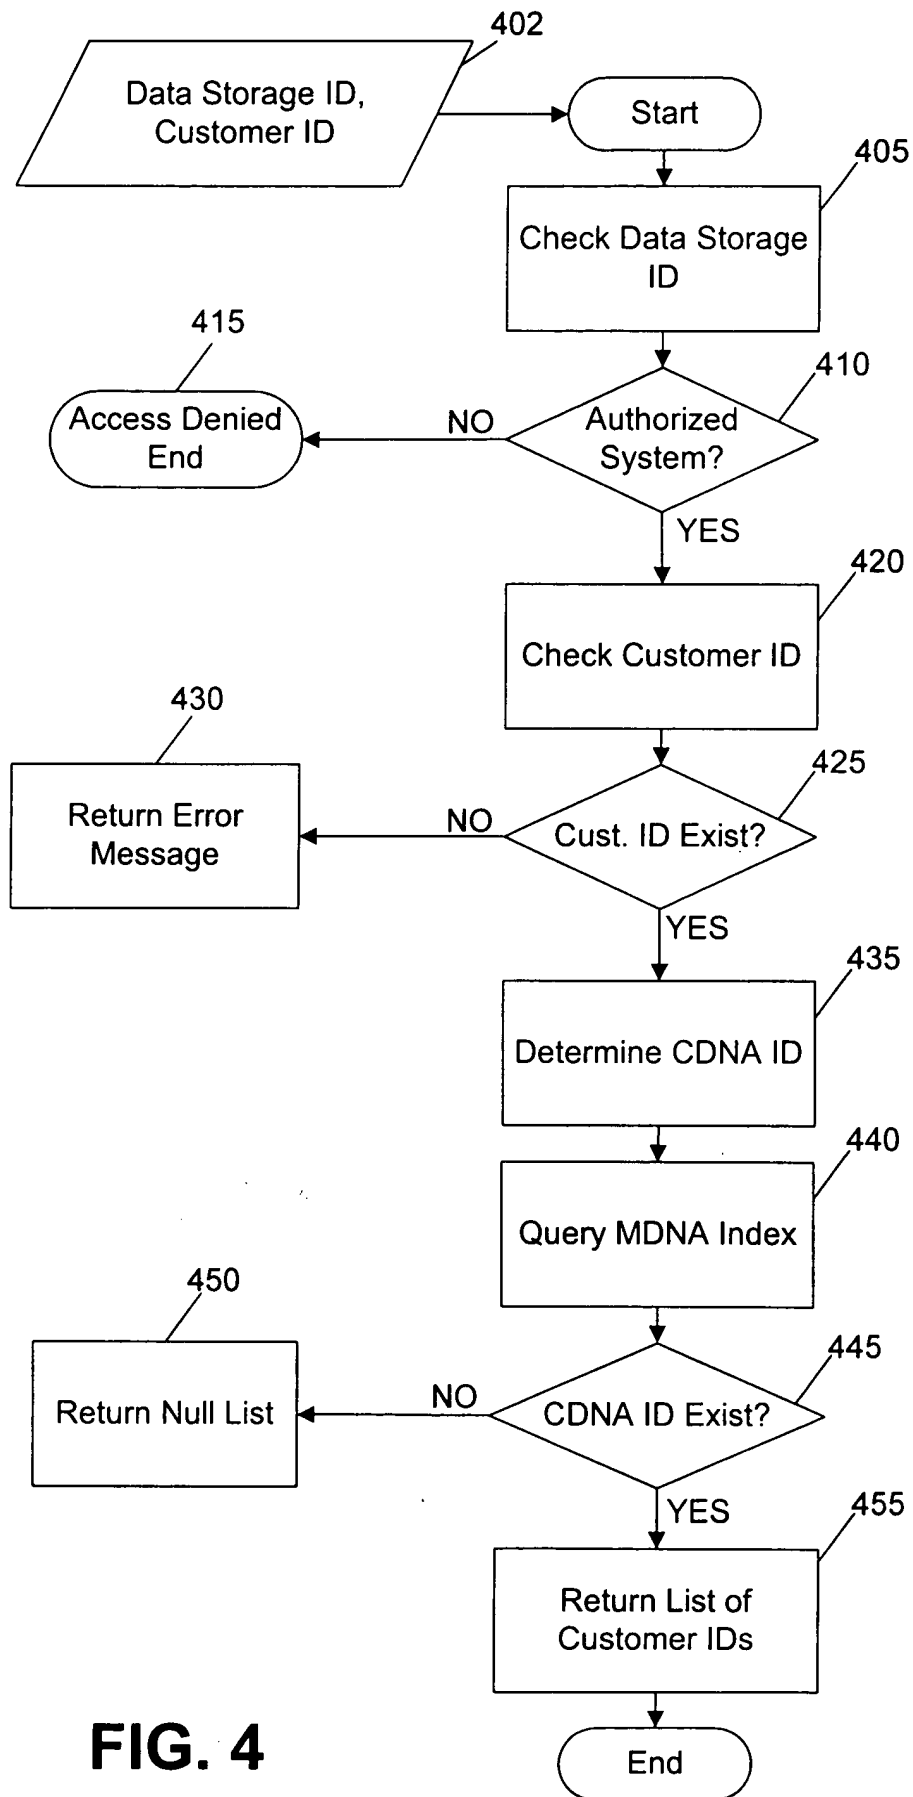 402
Data Storage ID,
Customer ID
Start
405
Check Data Storage
ID
415
Access Denied
End
410
Authorized
System?
NO
YES
420
Check Customer ID
430
Return Error
Message
425
Cust. ID Exist?
NO
YES
435
Determine CDNA ID
440
Query MDNA Index
450
Return Null List
445
CDNA ID Exist?
NO
YES
455
Return List of
Customer IDs
End
FIG. 4